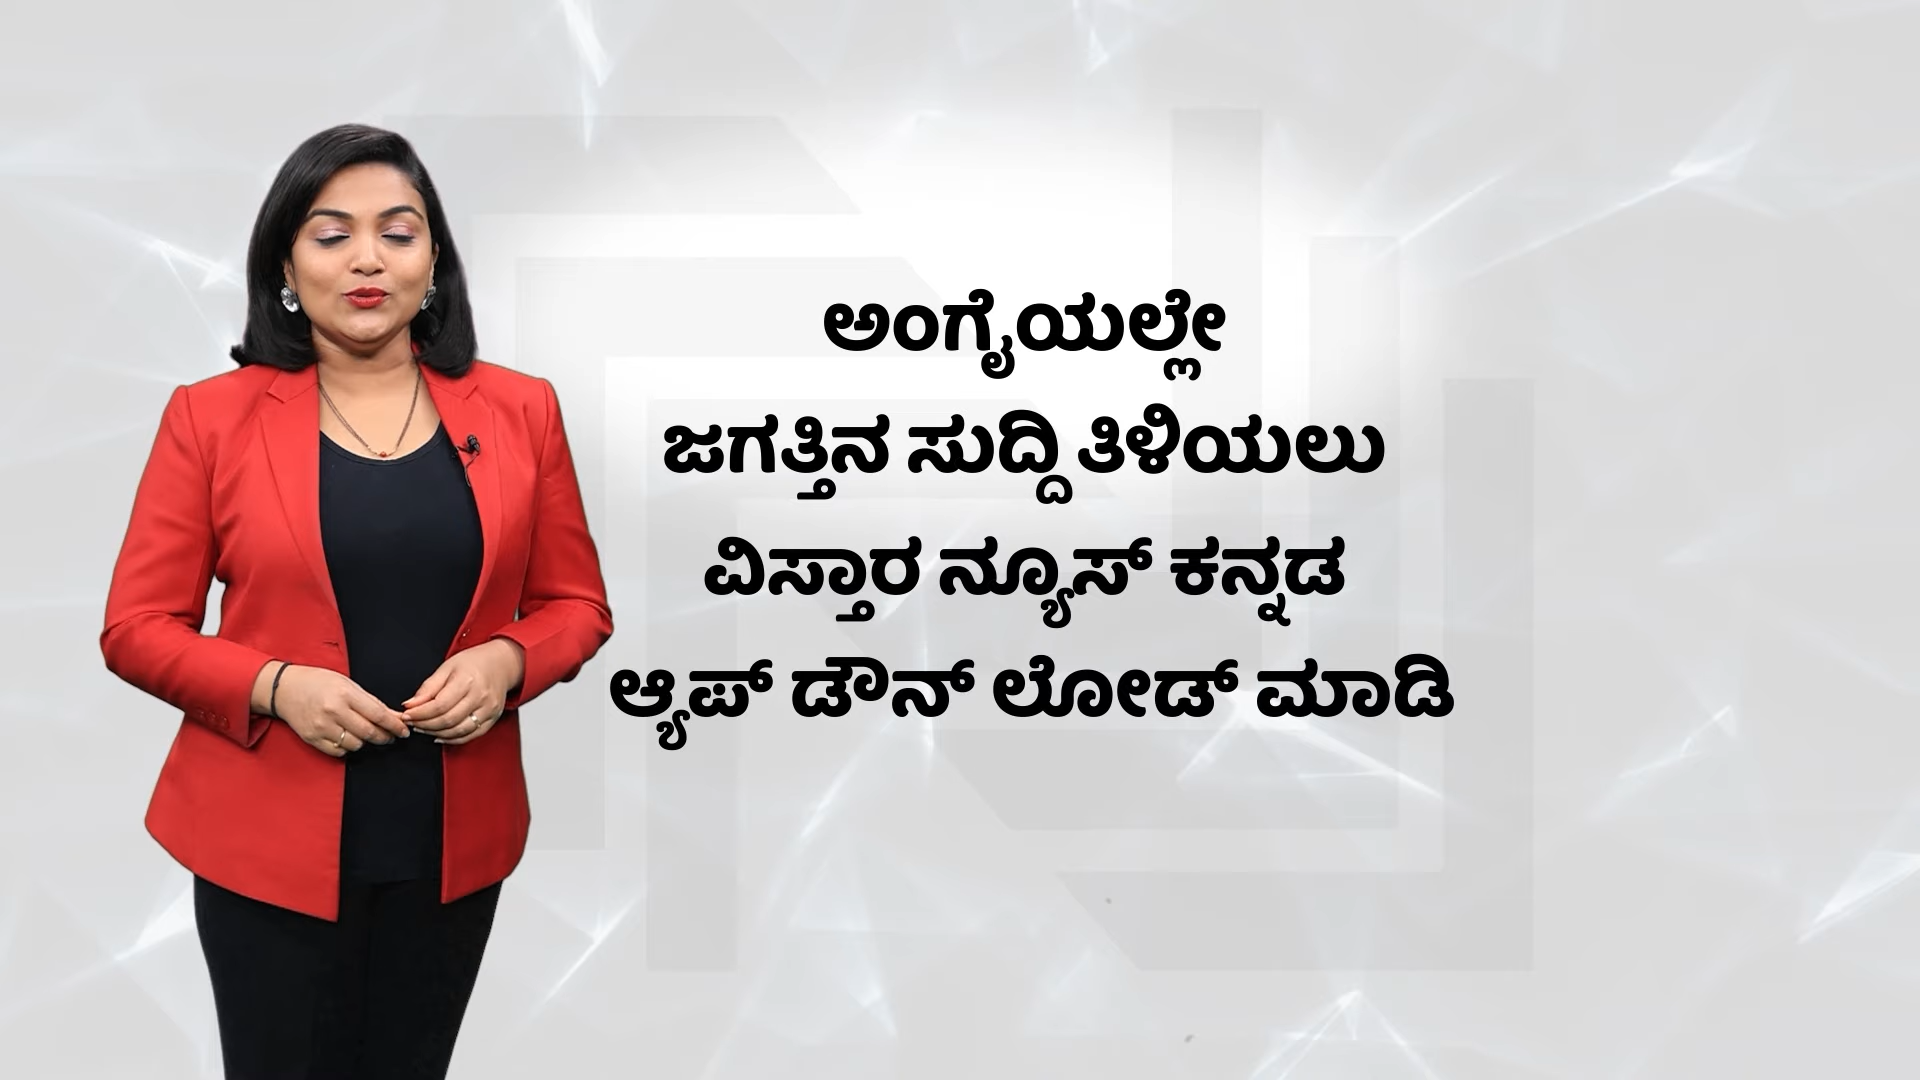 ಅಂಗೈಯಲ್ಲೇ
ಜಗತ್ತಿನ ಸುದ್ದಿ ತಿಳಿಯಲು
ವಿಸ್ತಾರ ನ್ಯೂಸ್ ಕನ್ನಡ
ಆ್ಯಪ್ ಡೌನ್ ಲೋಡ್ ಮಾಡಿ